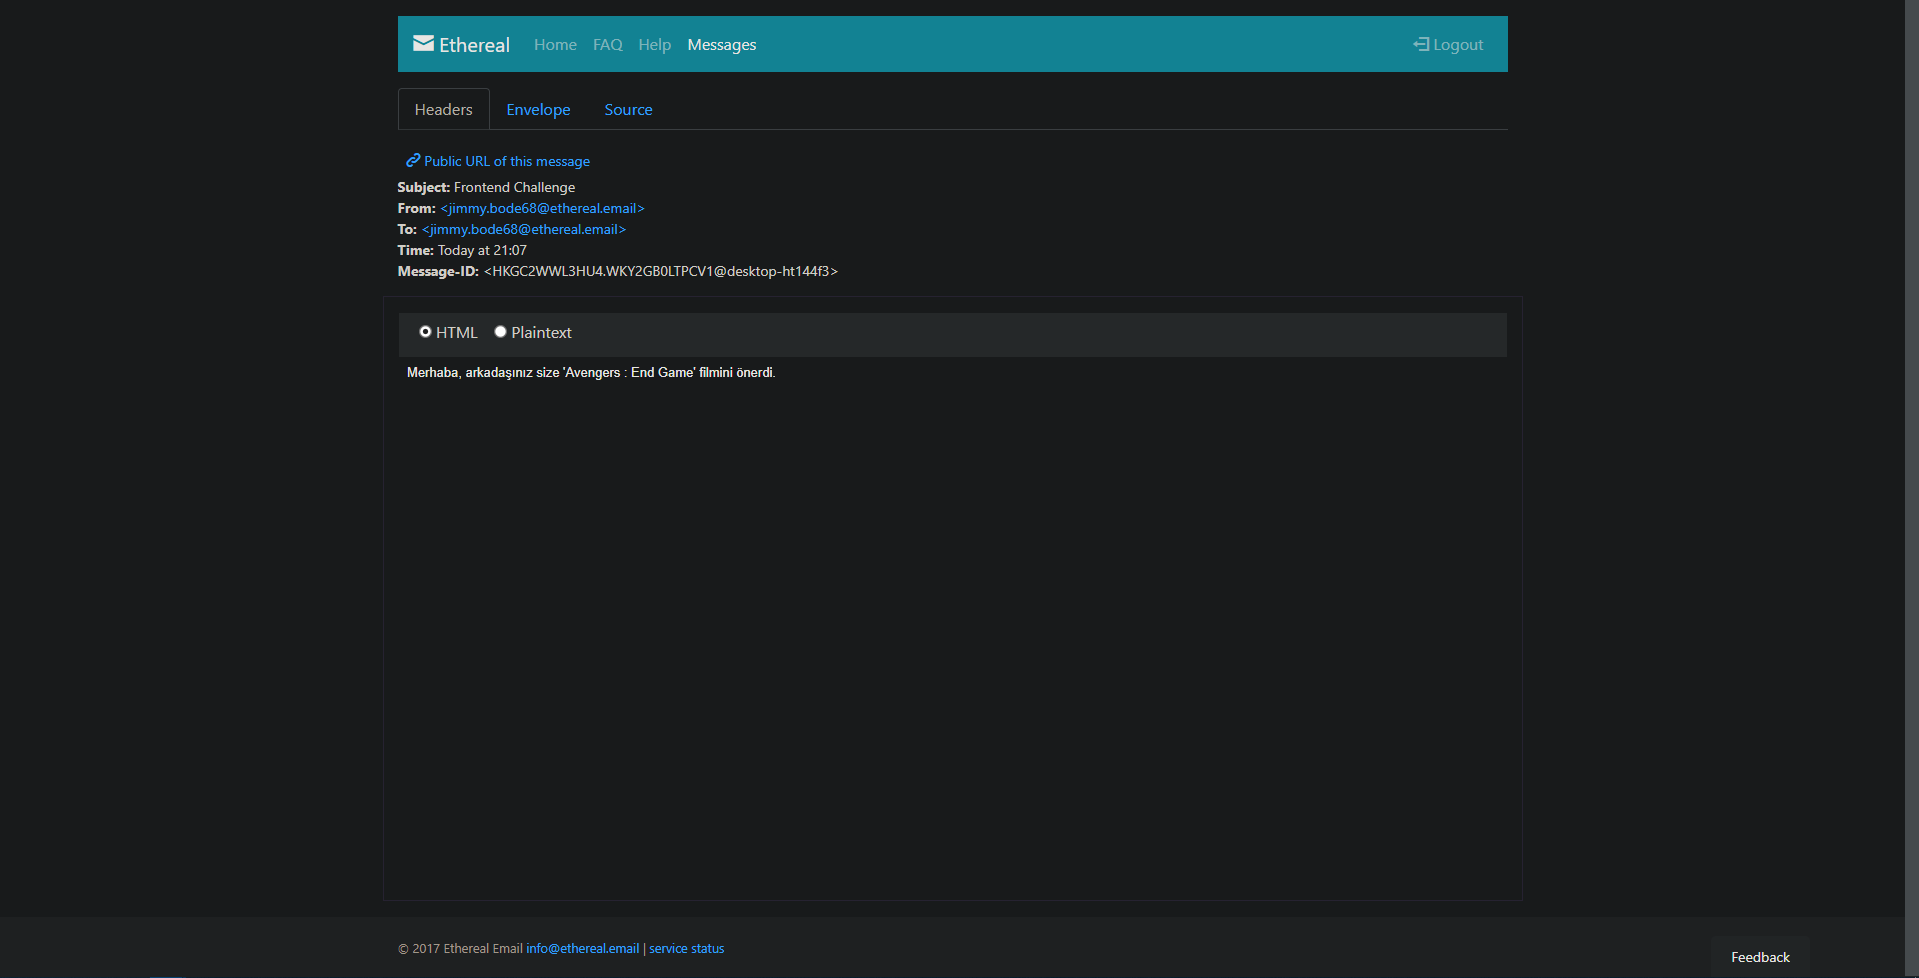 Ethereal Home FAQ Help Messages Logout
Headers Envelope Source
Public URL of this message
Subject: Frontend Challenge
From: <jimmy.bode68@ethereal.email>
To: <jimmy.bode68@ethereal.email>
Time: Today at 21:07
Message-ID: <HKGC2WWL3HU4.WKY2GB0LTPCV1@desktop-ht144f3>
HTML Plaintext
Merhaba, arkadaşınız size 'Avengers : End Game' filmini önerdi.
© 2017 Ethereal Email info@ethereal.email | service status
Feedback